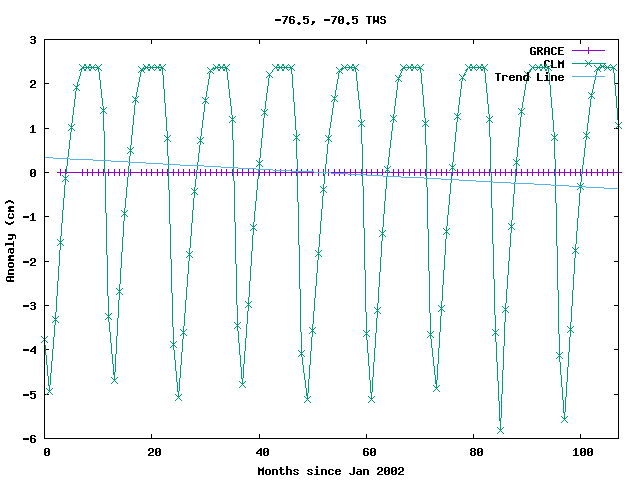 -76.5, -70.5 TWS
GRACE
CLM
Trend Line
3
2
1
0
-1
-2
-3
-4
-5
-6
Anomaly (cm)
0 20 40 60 80 100
Months since Jan 2002